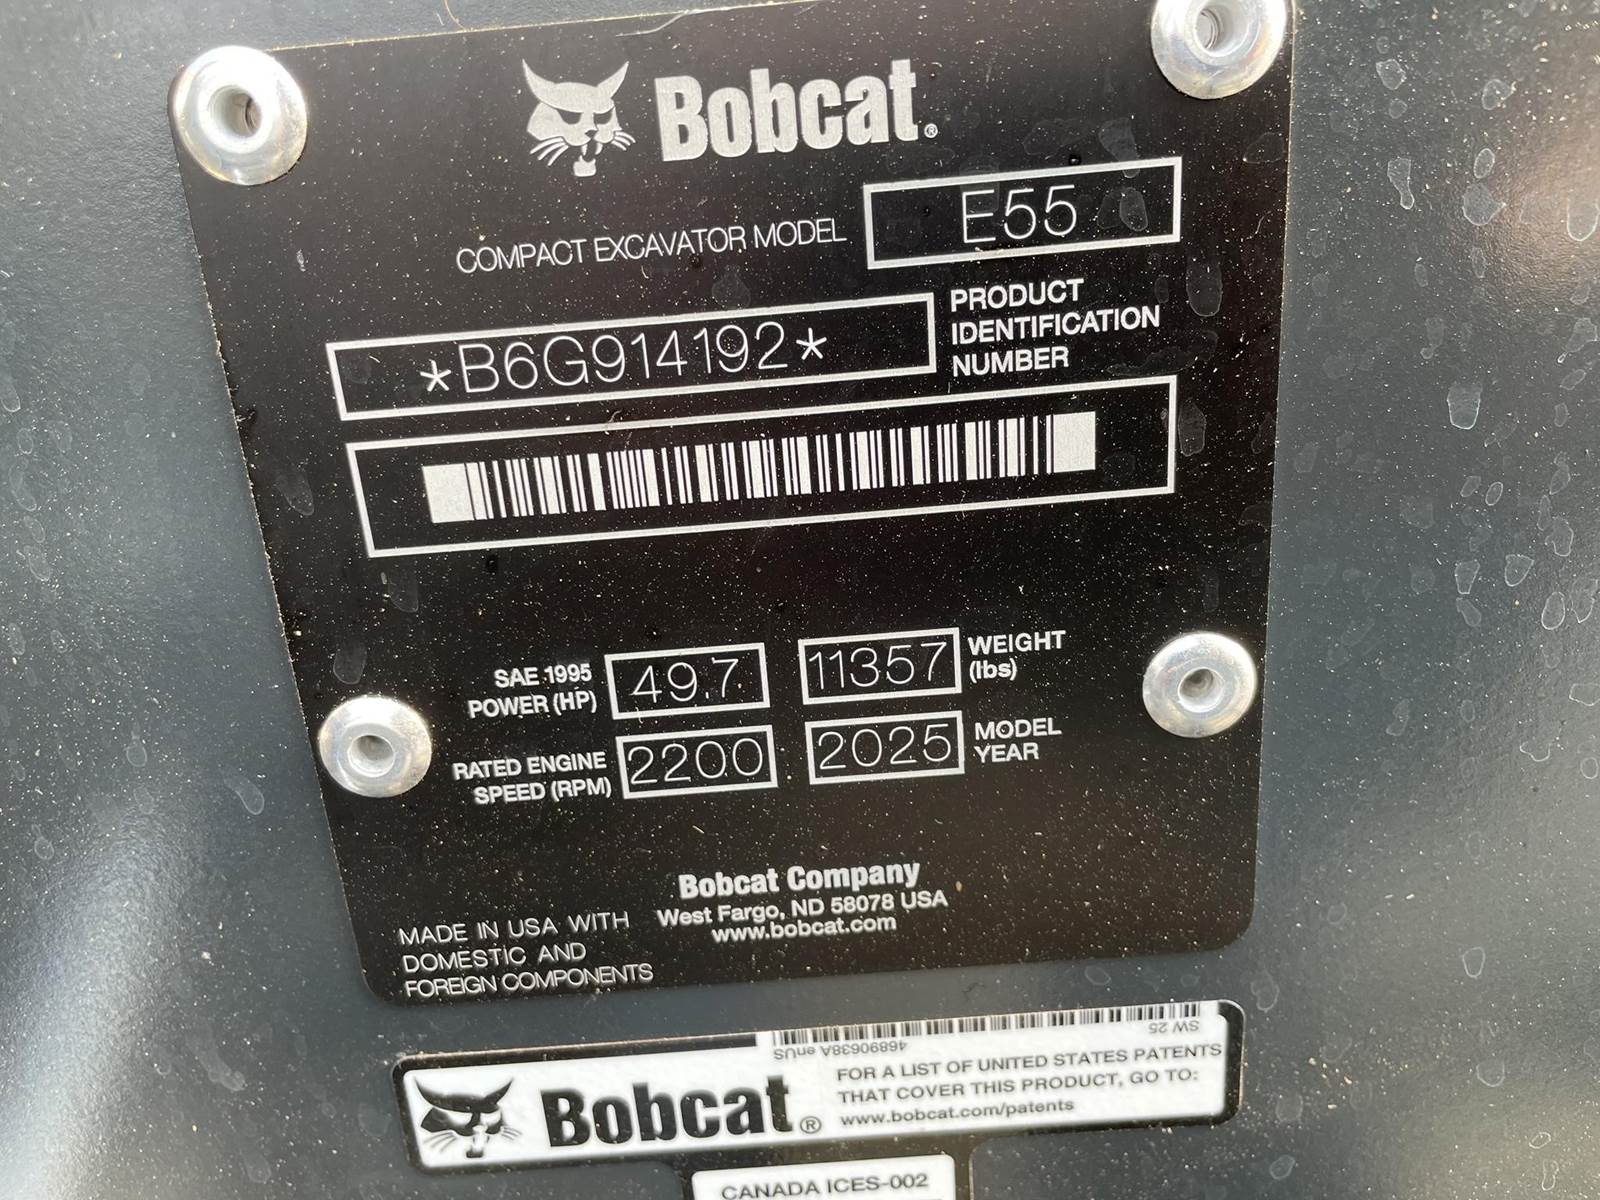 Bobcat®
COMPACT EXCAVATOR MODEL E55
*B6G914192*
PRODUCT
IDENTIFICATION
NUMBER
SAE 1995
POWER (HP) 49.7
11357 WEIGHT
(lbs)
RATED ENGINE
SPEED (RPM) 2200
2025 MODEL
YEAR
Bobcat Company
West Fargo, ND 58078 USA
www.bobcat.com
MADE IN USA WITH
DOMESTIC AND
FOREIGN COMPONENTS
SW 25
46890638A enUS
Bobcat®
FOR A LIST OF UNITED STATES PATENTS
THAT COVER THIS PRODUCT, GO TO:
www.bobcat.com/patents
CANADA ICES-002